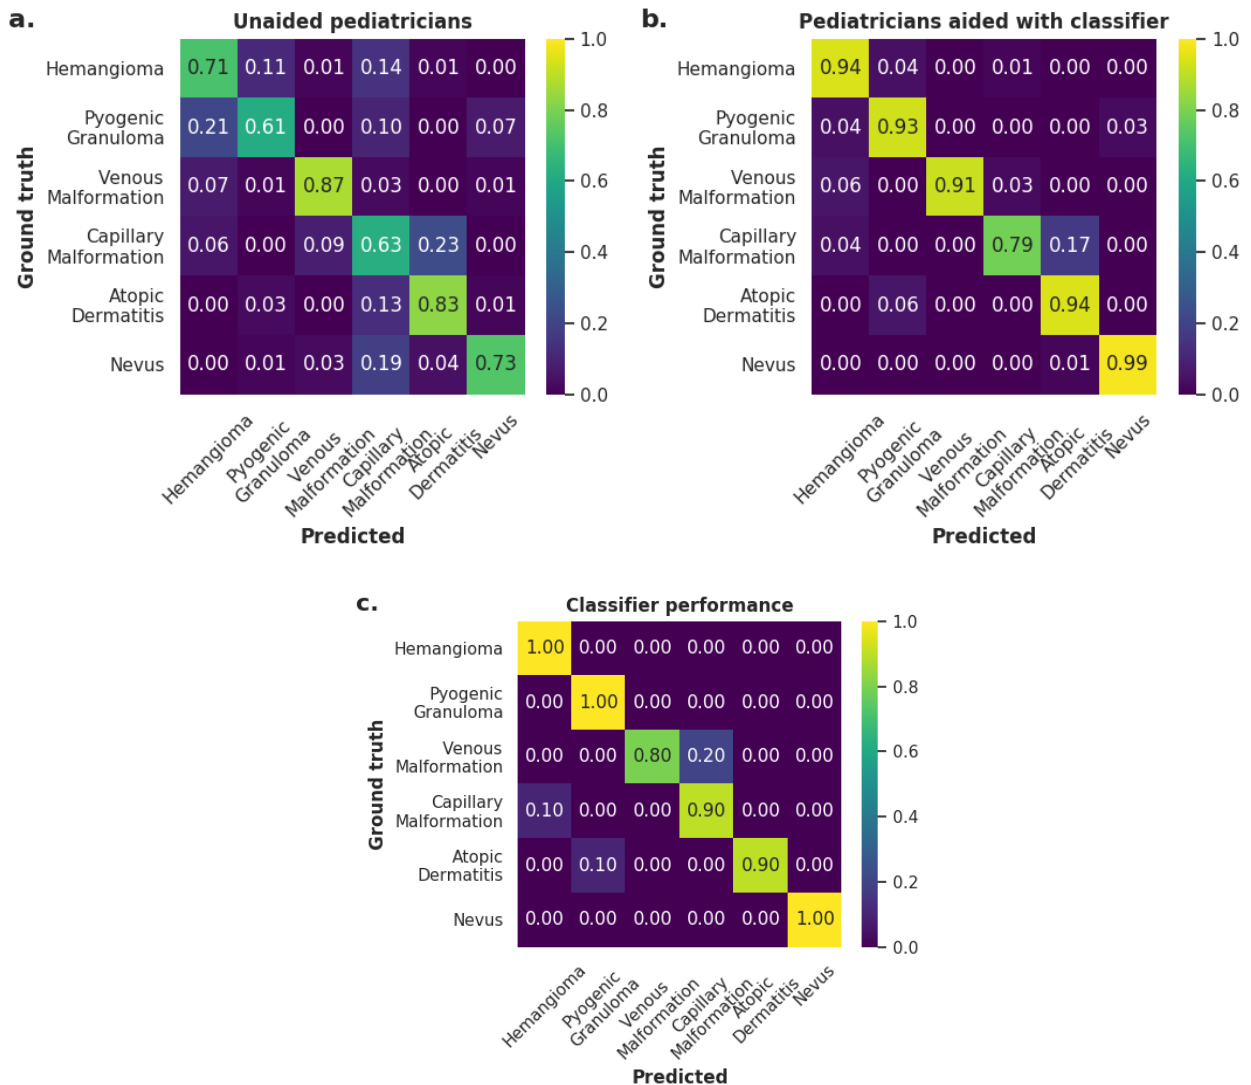 a.
Unaided pediatricians
Ground truth
Hemangioma 0.71 0.11 0.01 0.14 0.01 0.00
Pyogenic
Granuloma 0.21 0.61 0.00 0.10 0.00 0.07
Venous
Malformation 0.07 0.01 0.87 0.03 0.00 0.01
Capillary
Malformation 0.06 0.00 0.09 0.63 0.23 0.00
Atopic
Dermatitis 0.00 0.03 0.00 0.13 0.83 0.01
Nevus 0.00 0.01 0.03 0.19 0.04 0.73
1.0
0.8
0.6
0.4
0.2
0.0
Hemangioma
Pyogenic
Granuloma
Venous
Malformation
Capillary
Malformation
Atopic
Dermatitis
Nevus
Predicted
b.
Pediatricians aided with classifier
Ground truth
Hemangioma 0.94 0.04 0.00 0.01 0.00 0.00
Pyogenic
Granuloma 0.04 0.93 0.00 0.00 0.00 0.03
Venous
Malformation 0.06 0.00 0.91 0.03 0.00 0.00
Capillary
Malformation 0.04 0.00 0.00 0.79 0.17 0.00
Atopic
Dermatitis 0.00 0.06 0.00 0.00 0.94 0.00
Nevus 0.00 0.00 0.00 0.00 0.01 0.99
1.0
0.8
0.6
0.4
0.2
0.0
Hemangioma
Pyogenic
Granuloma
Venous
Malformation
Capillary
Malformation
Atopic
Dermatitis
Nevus
Predicted
c.
Classifier performance
Ground truth
Hemangioma 1.00 0.00 0.00 0.00 0.00 0.00
Pyogenic
Granuloma 0.00 1.00 0.00 0.00 0.00 0.00
Venous
Malformation 0.00 0.00 0.80 0.20 0.00 0.00
Capillary
Malformation 0.10 0.00 0.00 0.90 0.00 0.00
Atopic
Dermatitis 0.00 0.10 0.00 0.00 0.90 0.00
Nevus 0.00 0.00 0.00 0.00 0.00 1.00
1.0
0.8
0.6
0.4
0.2
0.0
Hemangioma
Pyogenic
Granuloma
Venous
Malformation
Capillary
Malformation
Atopic
Dermatitis
Nevus
Predicted